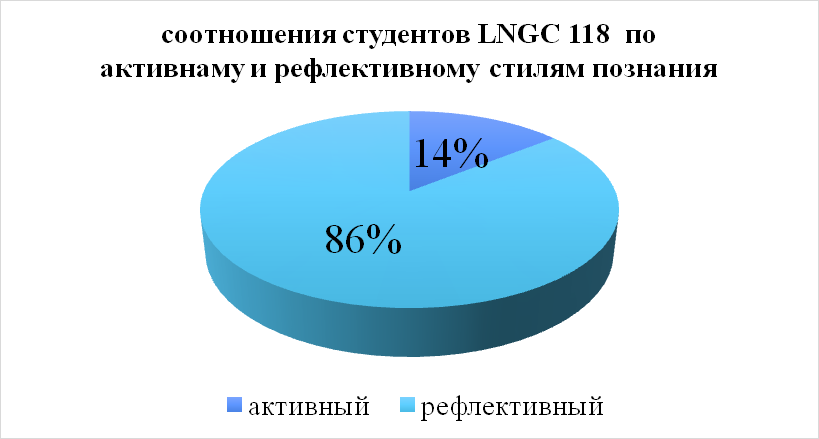 соотношения студентов LNGC 118 по
активнаму и рефлективному стилям познания
14%
86%
активный рефлективный